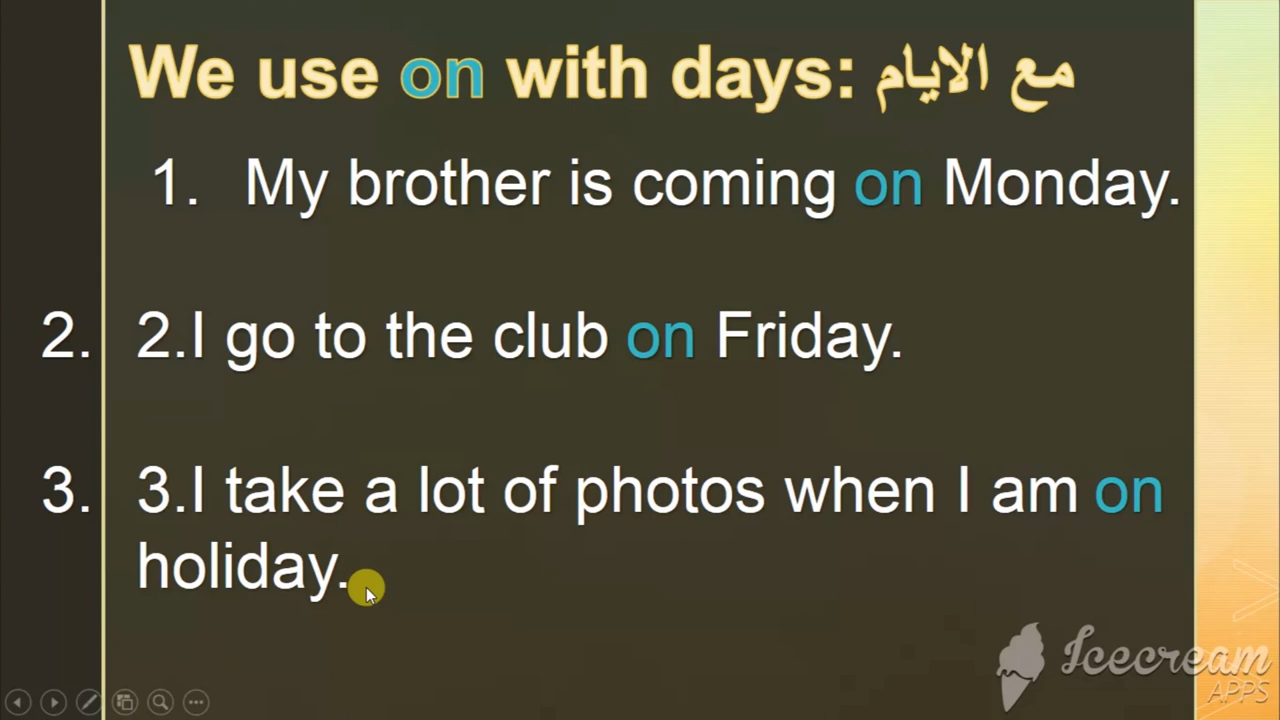 We use on with days: مع الايام
1. My brother is coming on Monday.
2. 2.I go to the club on Friday.
3. 3.I take a lot of photos when I am on
holiday.
Icecream
APPS